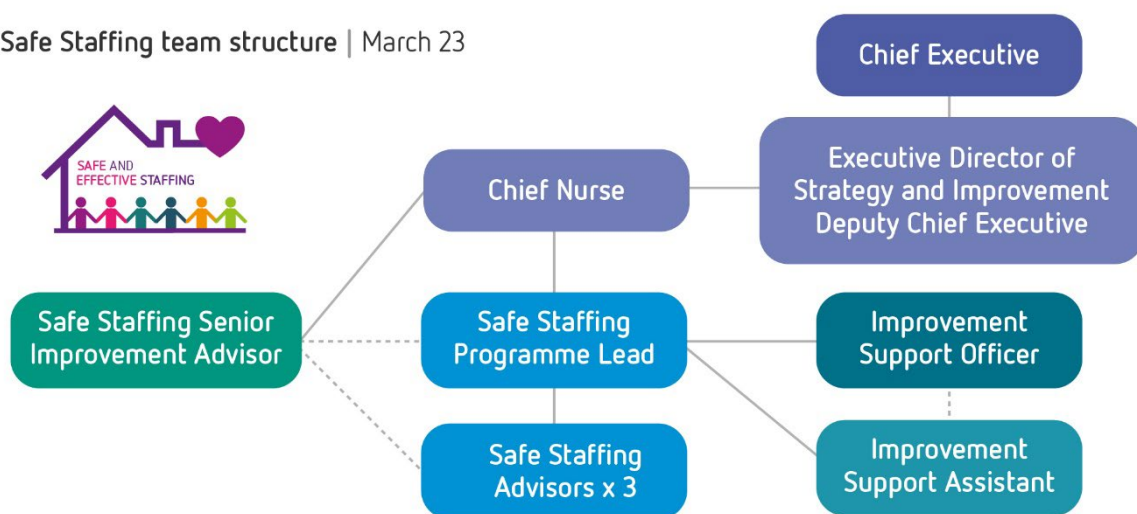 Safe Staffing team structure | March 23
SAFE AND
EFFECTIVE STAFFING
Chief Executive
Executive Director of
Strategy and Improvement
Deputy Chief Executive
Chief Nurse
Safe Staffing Senior
Improvement Advisor
Safe Staffing
Programme Lead
Improvement
Support Officer
Safe Staffing
Advisors x 3
Improvement
Support Assistant